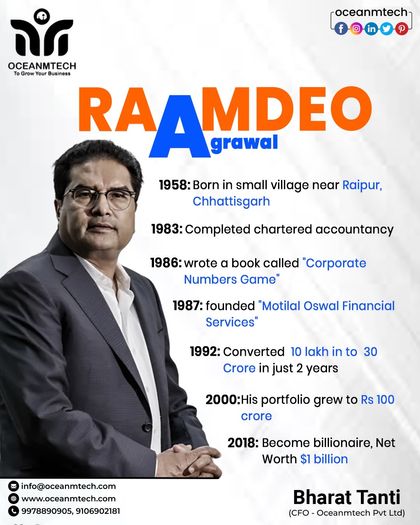 OCEANMTECH
To Grow Your Business
oceanmtech
RAAMDEO
Agrawal
1958: Born in small village near Raipur,
Chhattisgarh
1983: Completed chartered accountancy
1986: wrote a book called "Corporate
Numbers Game"
1987: founded "Motilal Oswal Financial
Services"
1992: Converted 10 lakh in to 30
Crore in just 2 years
2000:His portfolio grew to Rs 100
crore
2018: Become billionaire, Net
Worth $1 billion
info@oceanmtech.com
www.oceanmtech.com
9978890905, 9106902181
Bharat Tanti
(CFO - Oceanmtech Pvt Ltd)